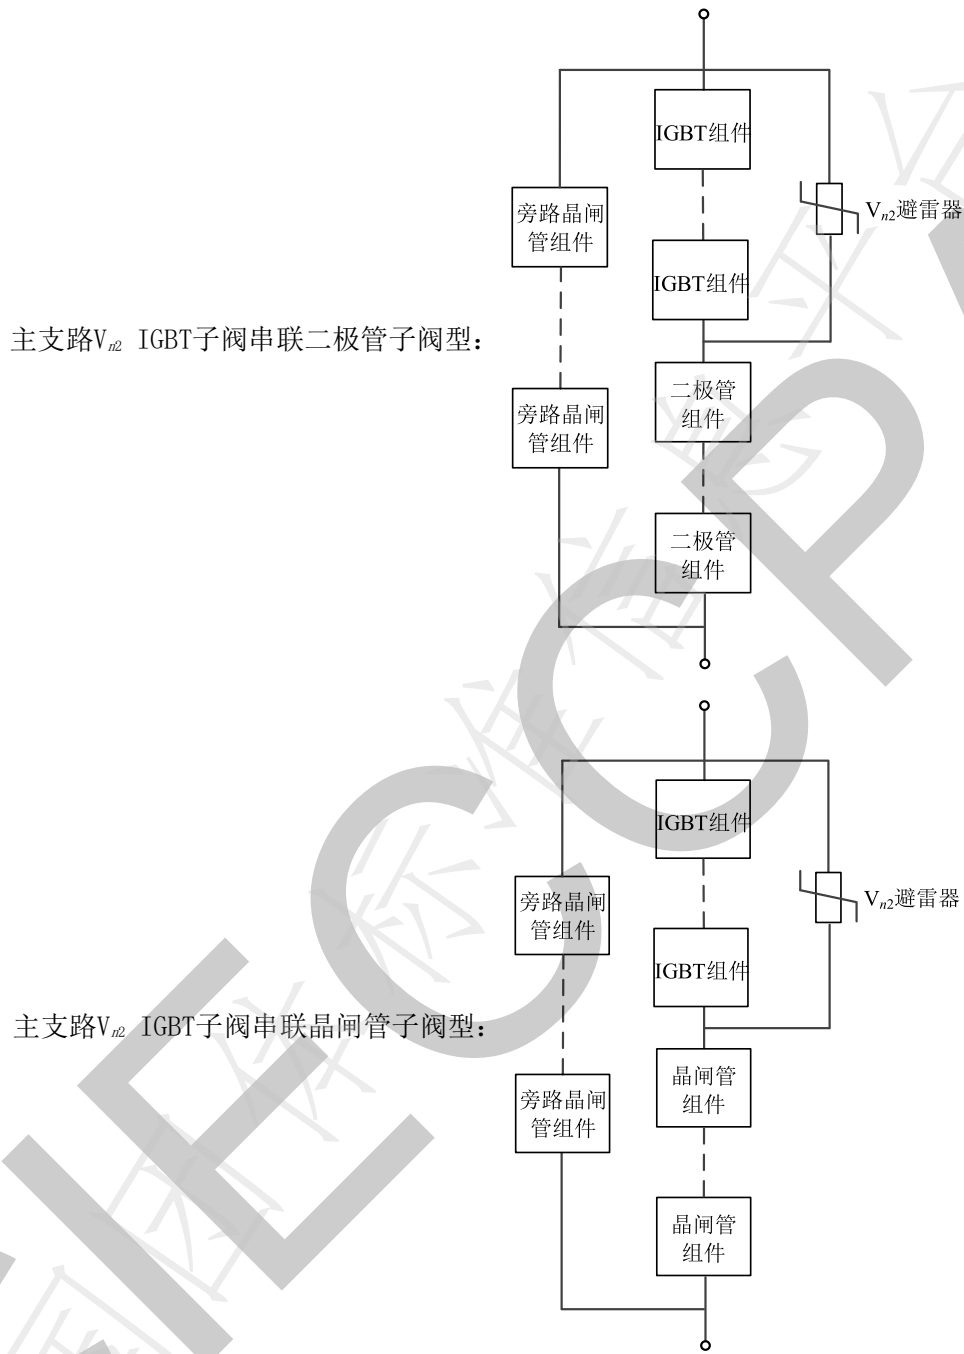 IGBT组件
旁路晶闸
管组件
Vn2避雷器
IGBT组件
主支路Vn2 IGBT子阀串联二极管子阀型：
二极管
组件
旁路晶闸
管组件
二极管
组件
IGBT组件
旁路晶闸
管组件
Vn2避雷器
IGBT组件
主支路Vn2 IGBT子阀串联晶闸管子阀型：
晶闸管
组件
旁路晶闸
管组件
晶闸管
组件